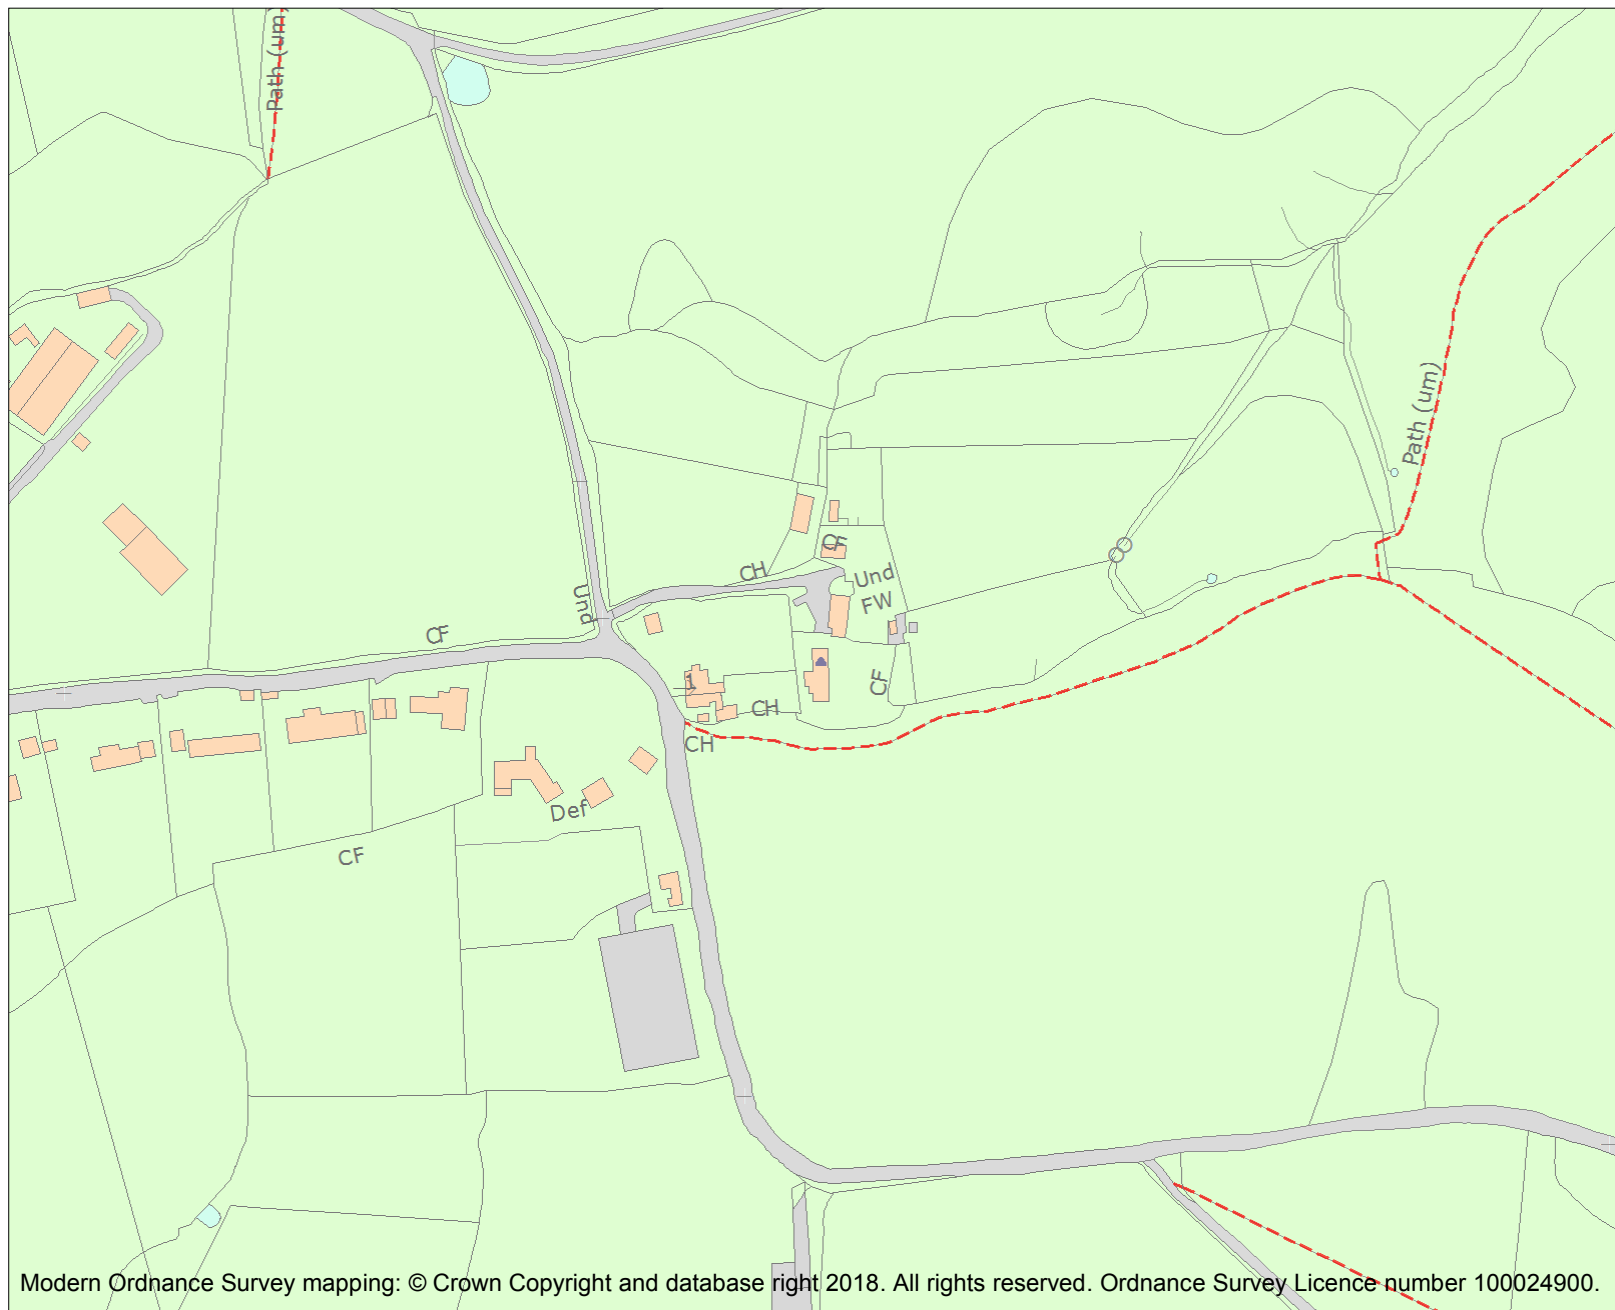 Path (um)
Path (um)
CH
CF
Und
FW
Und
CF
CF
1
CH
CH
Def
CF
Modern Ordnance Survey mapping: © Crown Copyright and database right 2018. All rights reserved. Ordnance Survey Licence number 100024900.